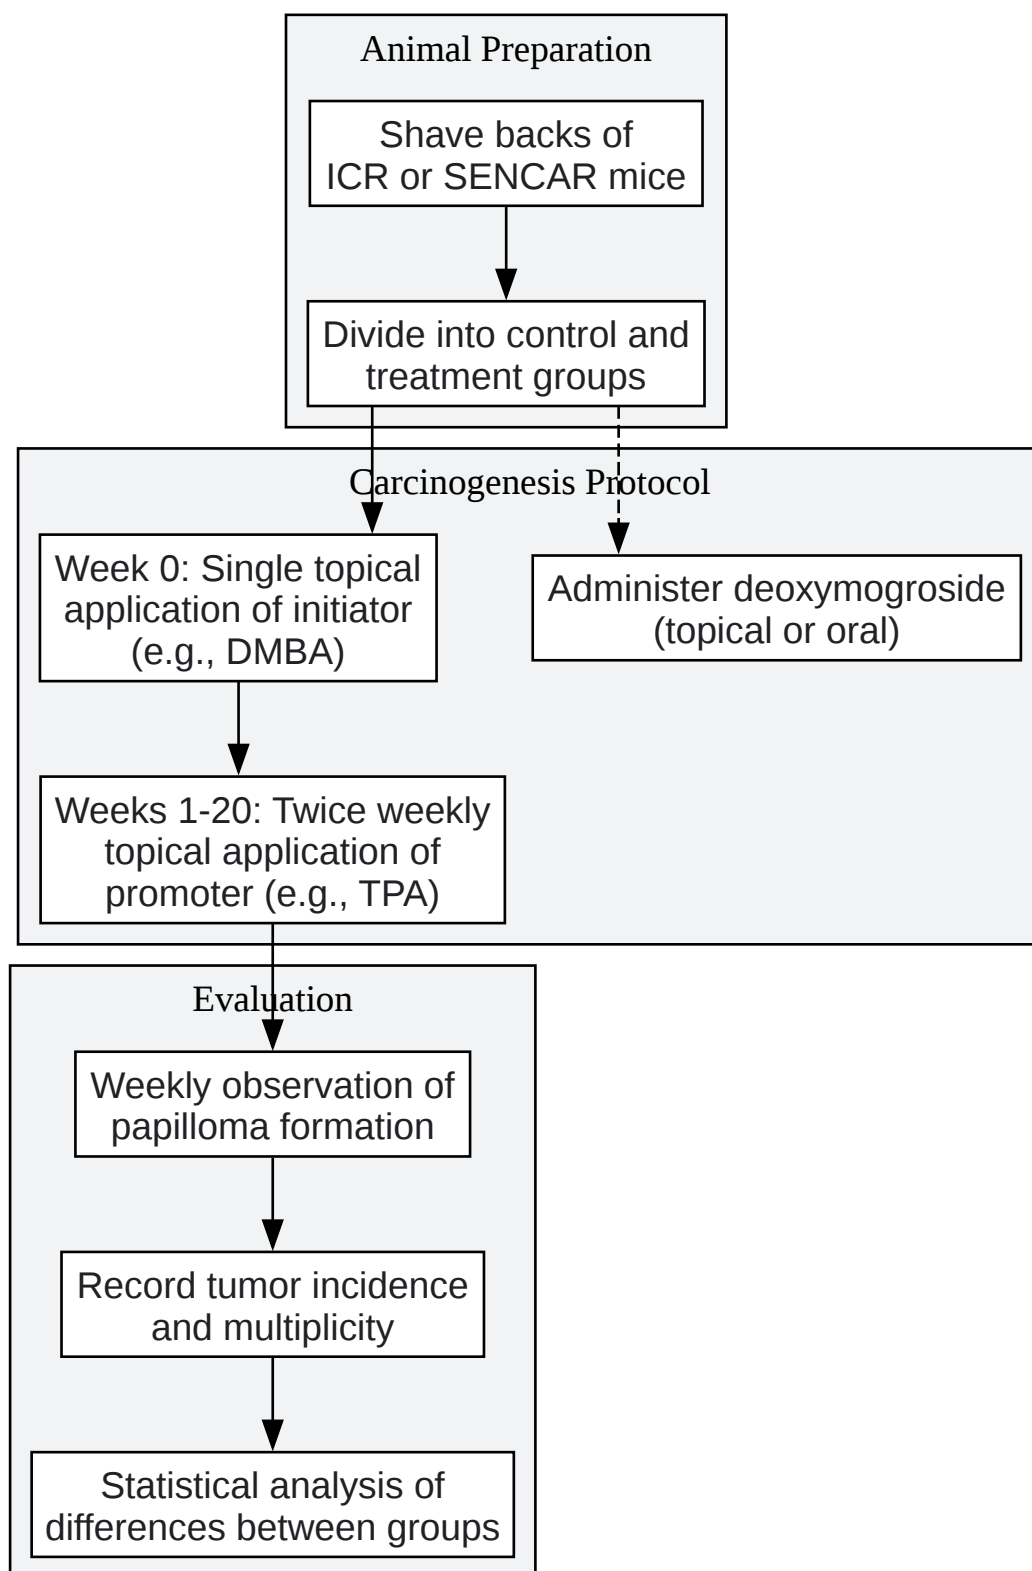 Animal Preparation
Shave backs of
ICR or SENCAR mice
Divide into control and
treatment groups
Carcinogenesis Protocol
Week 0: Single topical
application of initiator
(e.g., DMBA)
Administer deoxymogroside
(topical or oral)
Weeks 1-20: Twice weekly
topical application of
promoter (e.g., TPA)
Evaluation
Weekly observation of
papilloma formation
Record tumor incidence
and multiplicity
Statistical analysis of
differences between groups